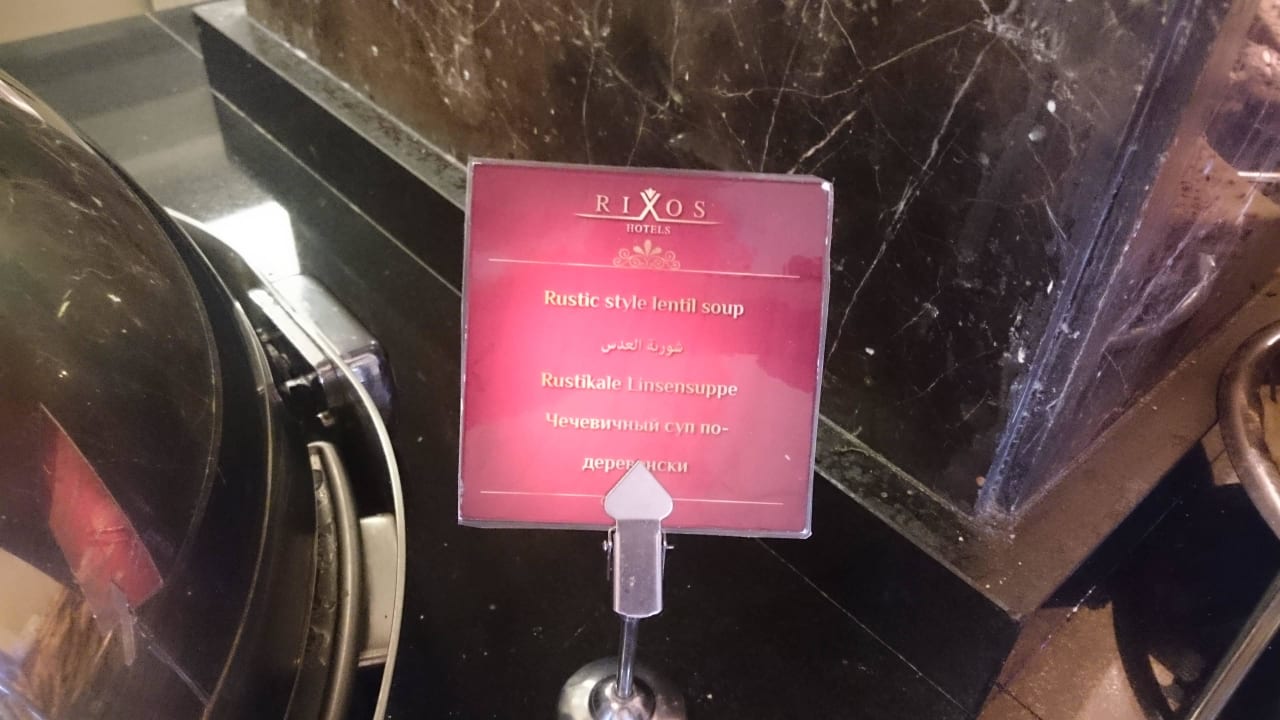 RIXOS
HOTELS
Rustic style lentil soup
شوربة العدس
Rustikale Linsensuppe
Чечевичный суп по-
деревенски